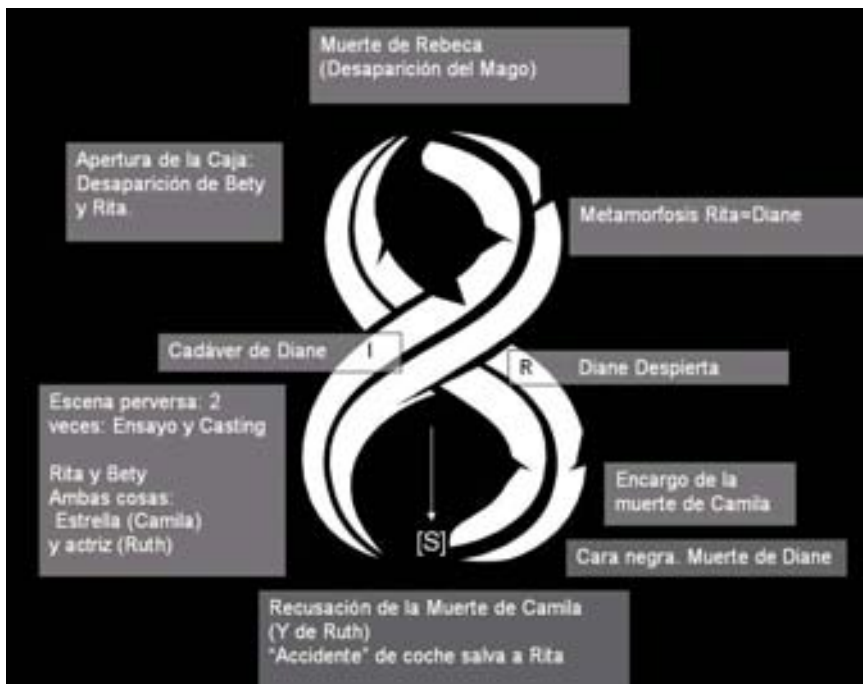 Muerte de Rebeca
(Desaparición del Mago)
Apertura de la Caja:
Desaparición de Bety
y Rita.
Metamorfosis Rita=Diane
Cadáver de Diane I
R Diane Despierta
Escena perversa: 2
veces: Ensayo y Casting
Rita y Bety
Ambas cosas:
Estrella (Camila)
y actriz (Ruth)
Encargo de la
muerte de Camila
[S]
Cara negra. Muerte de Diane
Recusación de la Muerte de Camila
(Y de Ruth)
"Accidente" de coche salva a Rita